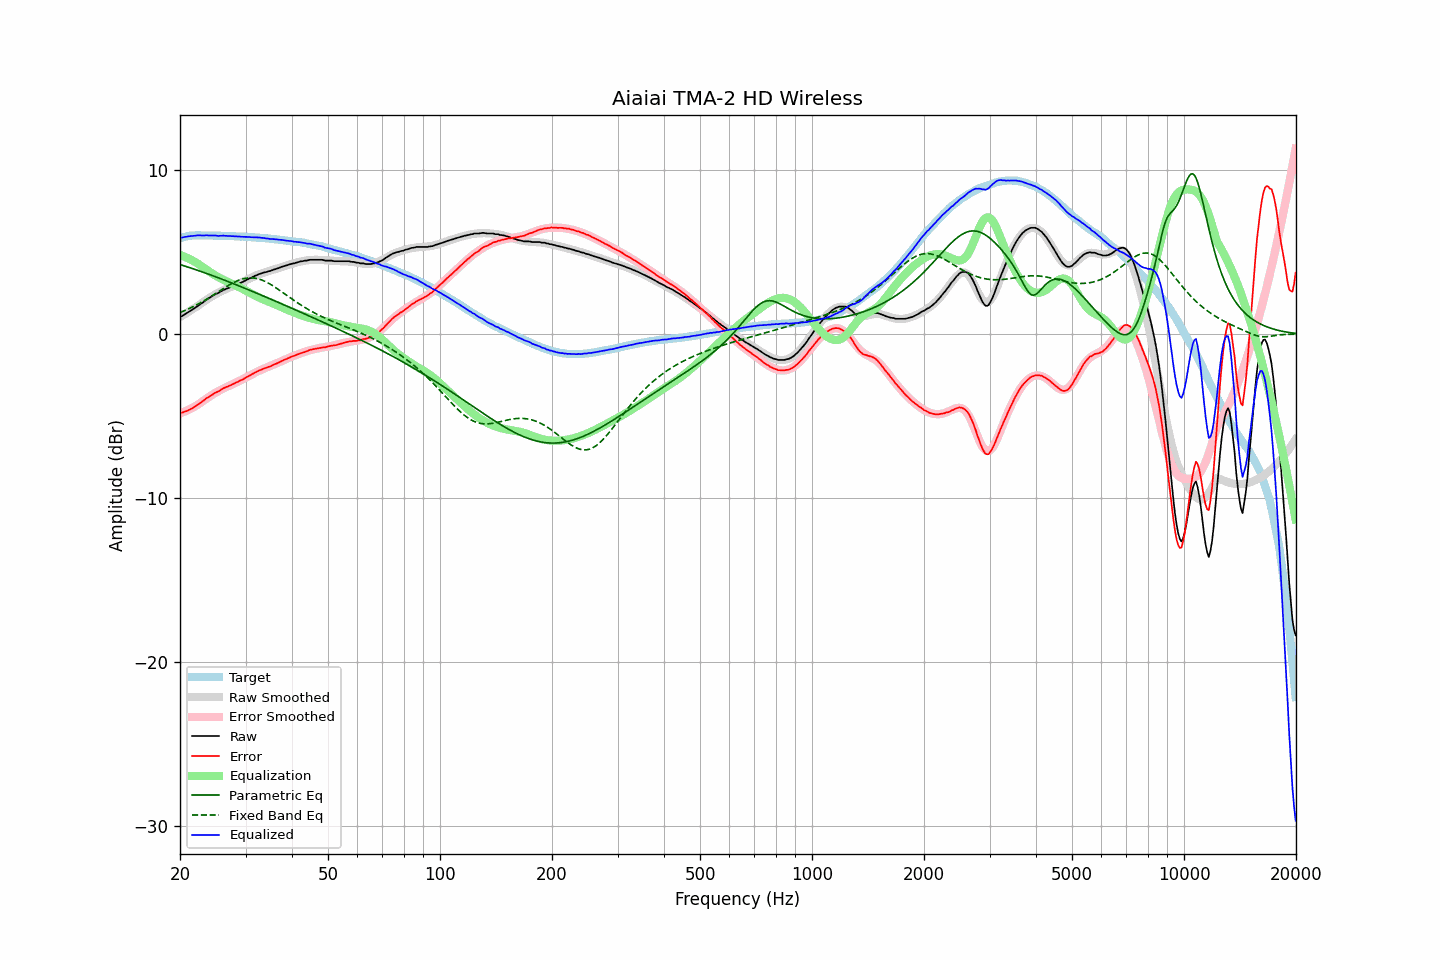 Aiaiai TMA-2 HD Wireless
Amplitude (dBr)
10
0
−10
−20
−30
Target
Raw Smoothed
Error Smoothed
Raw
Error
Equalization
Parametric Eq
Fixed Band Eq
Equalized
20 50 100 200 500 1000 2000 5000 10000 20000
Frequency (Hz)